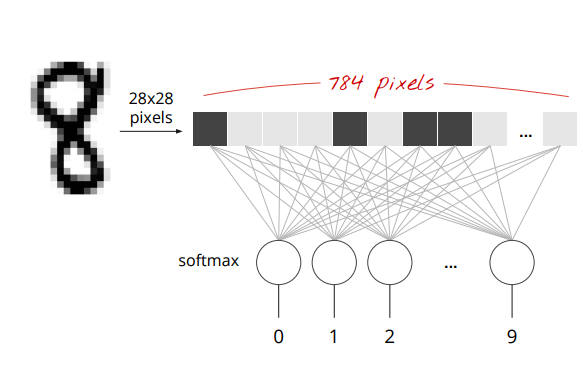 784 pixels
28x28
pixels
...
softmax
...
0 1 2 9